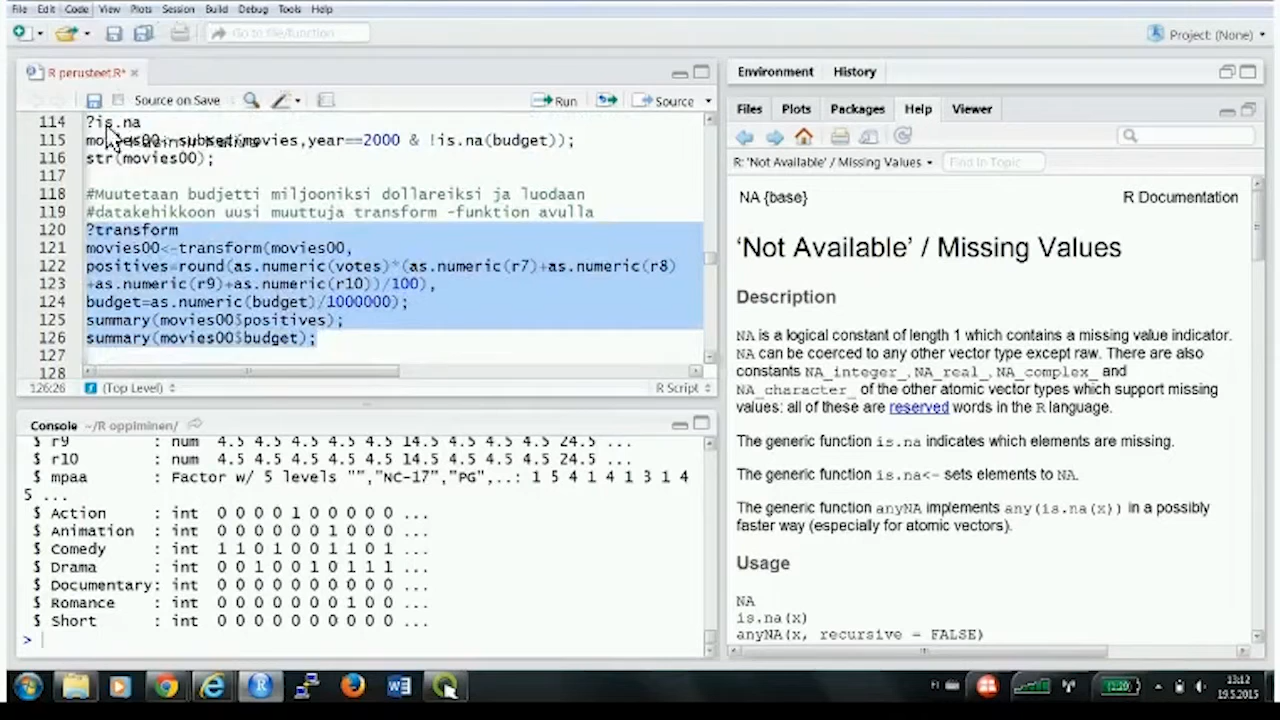 File Edit Code View Plots Session Build Debug Tools Help
Go to file/function
Project: (None)
R perusteet.R*
Source on Save
Run
Source
114 ?is.na
115 movies00<-subset(movies,year==2000 & !is.na(budget));
116 str(movies00);
117
118 #Muutetaan budjetti miljooniksi dollareiksi ja luodaan
119 #datakehikkoon uusi muuttuja transform -funktion avulla
120 ?transform
121 movies00<-transform(movies00,
122 positives=round(as.numeric(votes)*(as.numeric(r7)+as.numeric(r8)
123 +as.numeric(r9)+as.numeric(r10))/100),
124 budget=as.numeric(budget)/1000000);
125 summary(movies00$positives);
126 summary(movies00$budget);
127
128
126:26 (Top Level) R Script
Console ~/R oppiminen/
$ r9 : num 4.5 4.5 4.5 4.5 4.5 14.5 4.5 4.5 4.5 24.5 ...
$ r10 : num 4.5 4.5 4.5 4.5 4.5 14.5 4.5 4.5 4.5 24.5 ...
$ mpaa : Factor w/ 5 levels "","NC-17","PG",..: 1 5 4 1 4 1 3 1 4
5 ...
$ Action : int 0 0 0 0 1 0 0 0 0 0 ...
$ Animation : int 0 0 0 0 0 0 1 0 0 0 ...
$ Comedy : int 1 1 0 1 0 0 1 1 0 1 ...
$ Drama : int 0 0 1 0 0 1 0 1 1 1 ...
$ Documentary: int 0 0 0 0 0 0 0 0 0 0 ...
$ Romance : int 0 0 0 0 0 0 0 1 0 0 ...
$ Short : int 0 0 0 0 0 0 0 0 0 0 ...
>
Environment History
Files Plots Packages Help Viewer
R: 'Not Available' / Missing Values Find in Topic
NA {base} R Documentation
‘Not Available’ / Missing Values
Description
NA is a logical constant of length 1 which contains a missing value indicator.
NA can be coerced to any other vector type except raw. There are also
constants NA_integer_, NA_real_, NA_complex_ and
NA_character_ of the other atomic vector types which support missing
values: all of these are reserved words in the R language.
The generic function is.na indicates which elements are missing.
The generic function is.na<- sets elements to NA.
The generic function anyNA implements any(is.na(x)) in a possibly
faster way (especially for atomic vectors).
Usage
NA
is.na(x)
anyNA(x, recursive = FALSE)
FI
13:12
19.5.2015